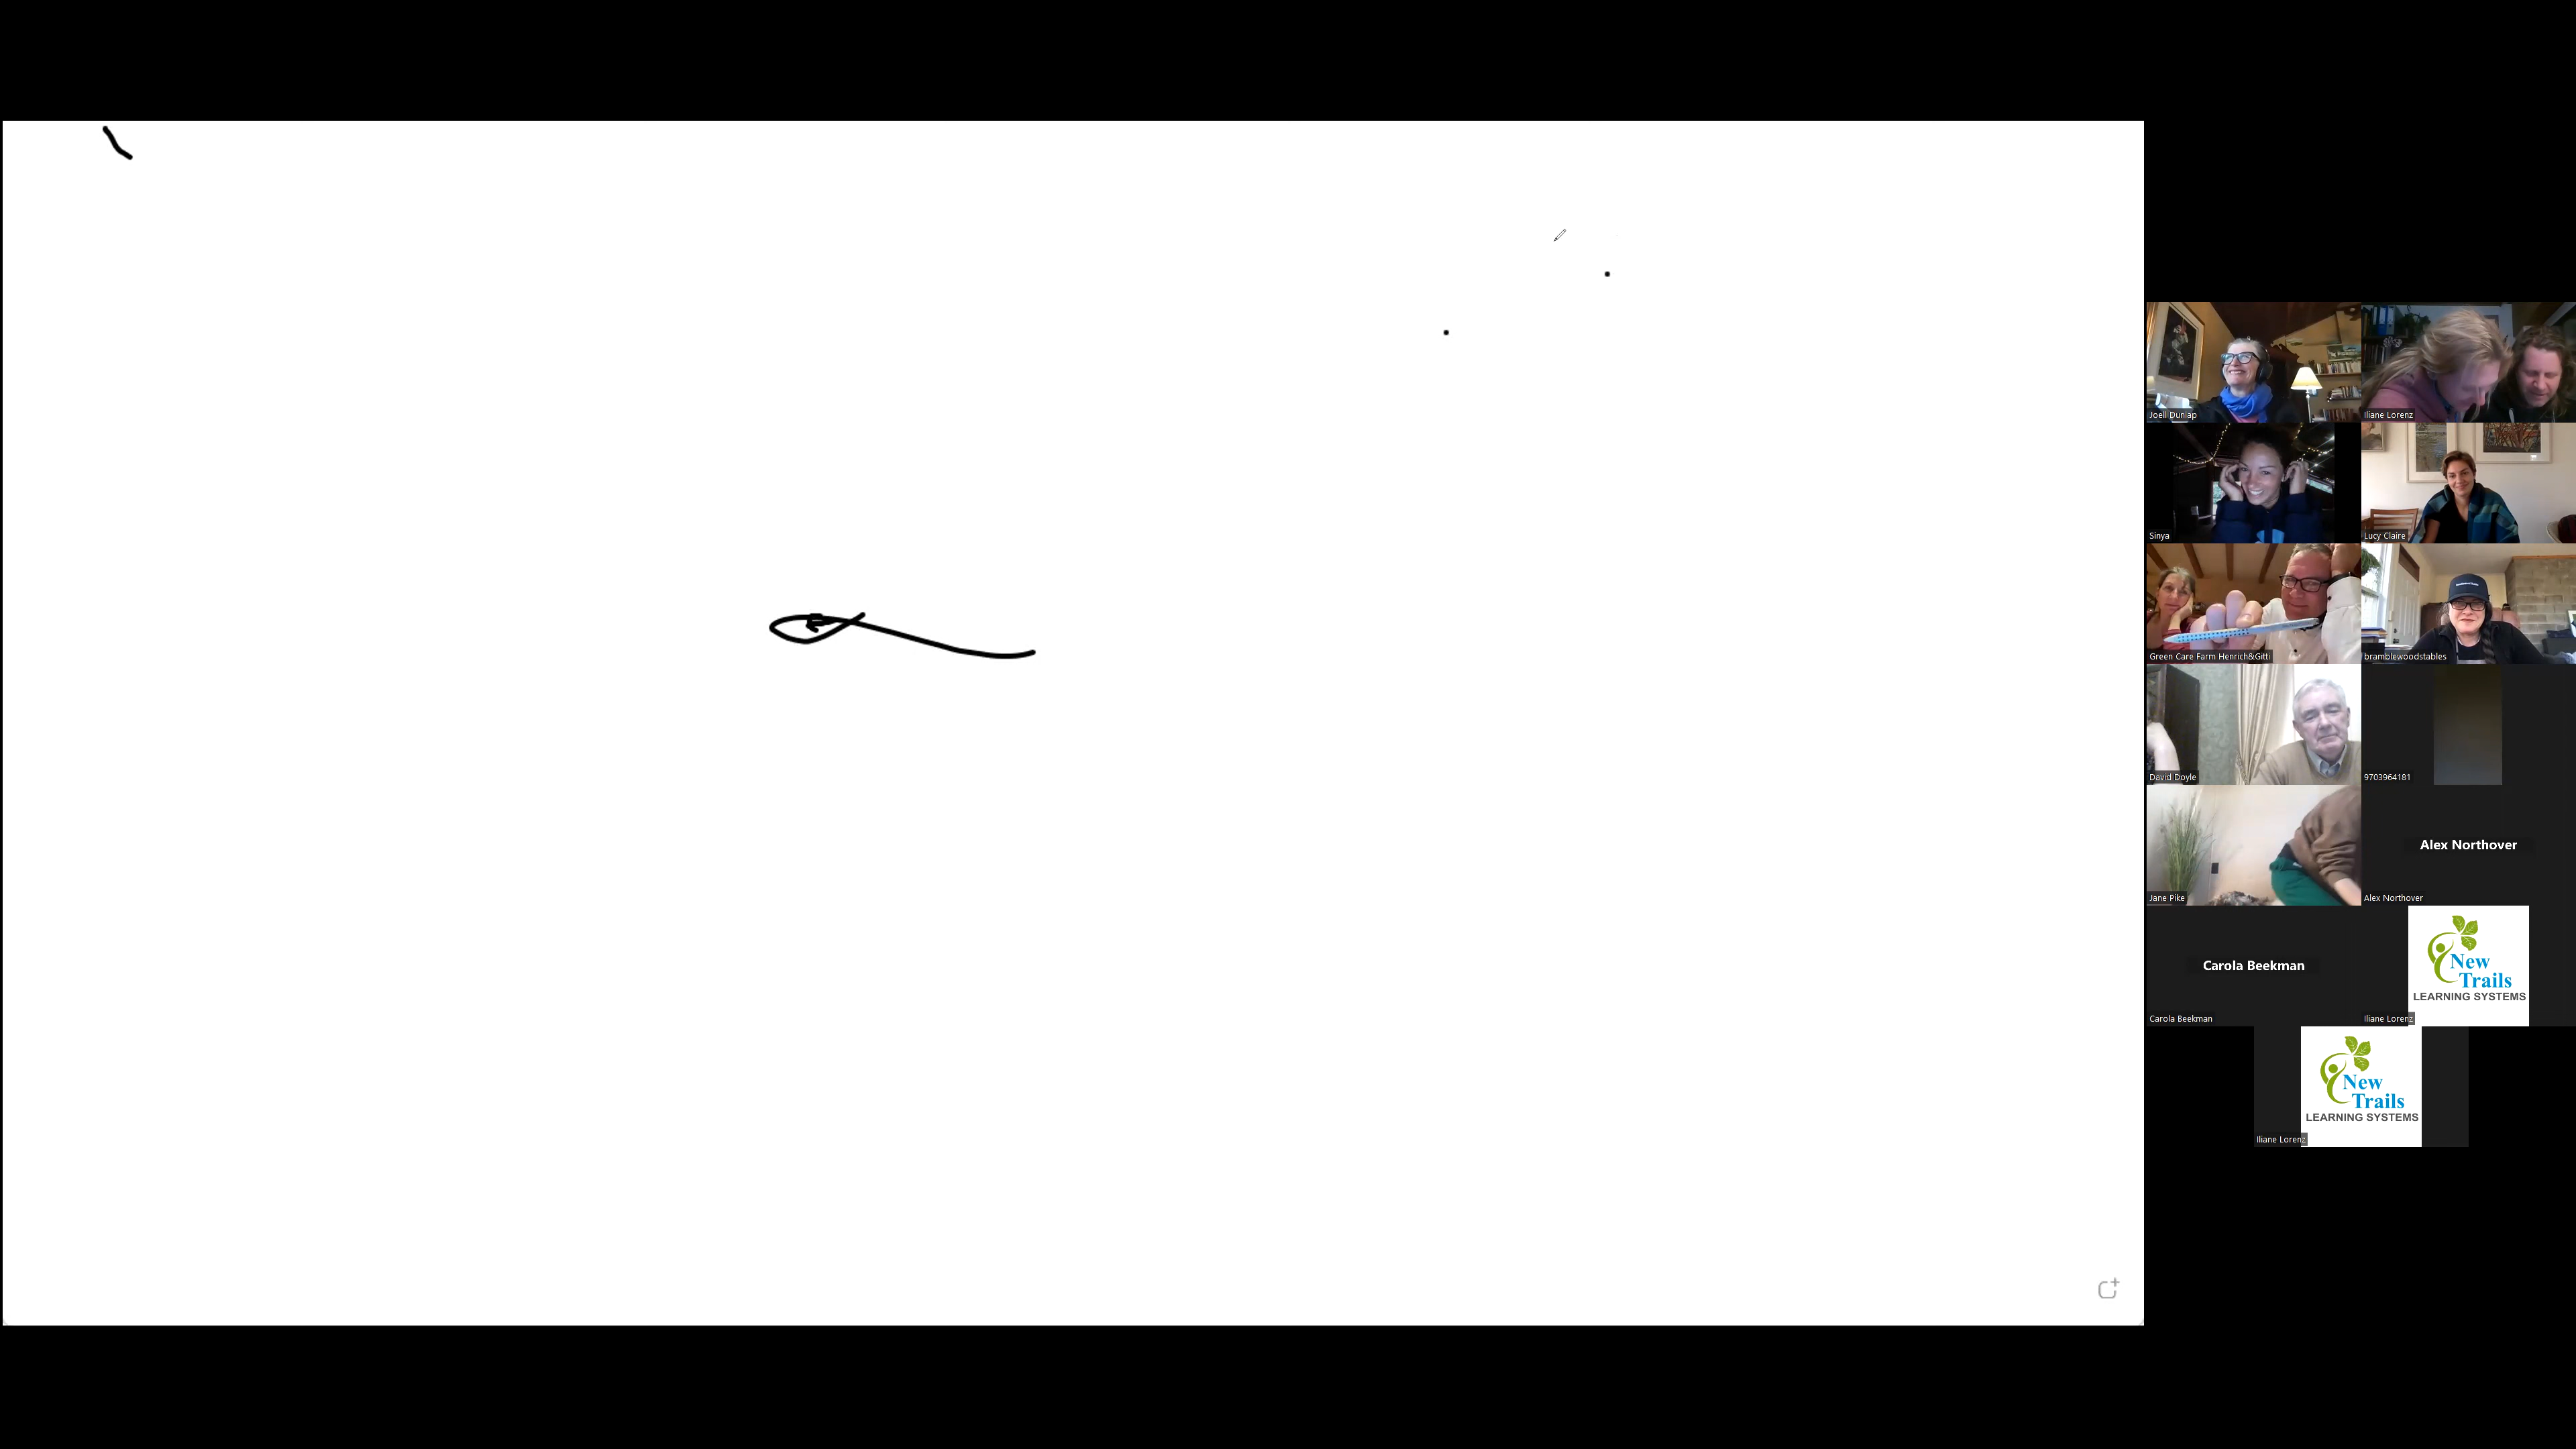 Joell Dunlap
Iliane Lorenz
Sinya
Lucy Claire
Green Care Farm Henrich&Gitti
bramblewoodstables
David Doyle
9703964181
Jane Pike
Alex Northover
Alex Northover
Carola Beekman
Carola Beekman
New
Trails
LEARNING SYSTEMS
Iliane Lorenz
New
Trails
LEARNING SYSTEMS
Iliane Lorenz